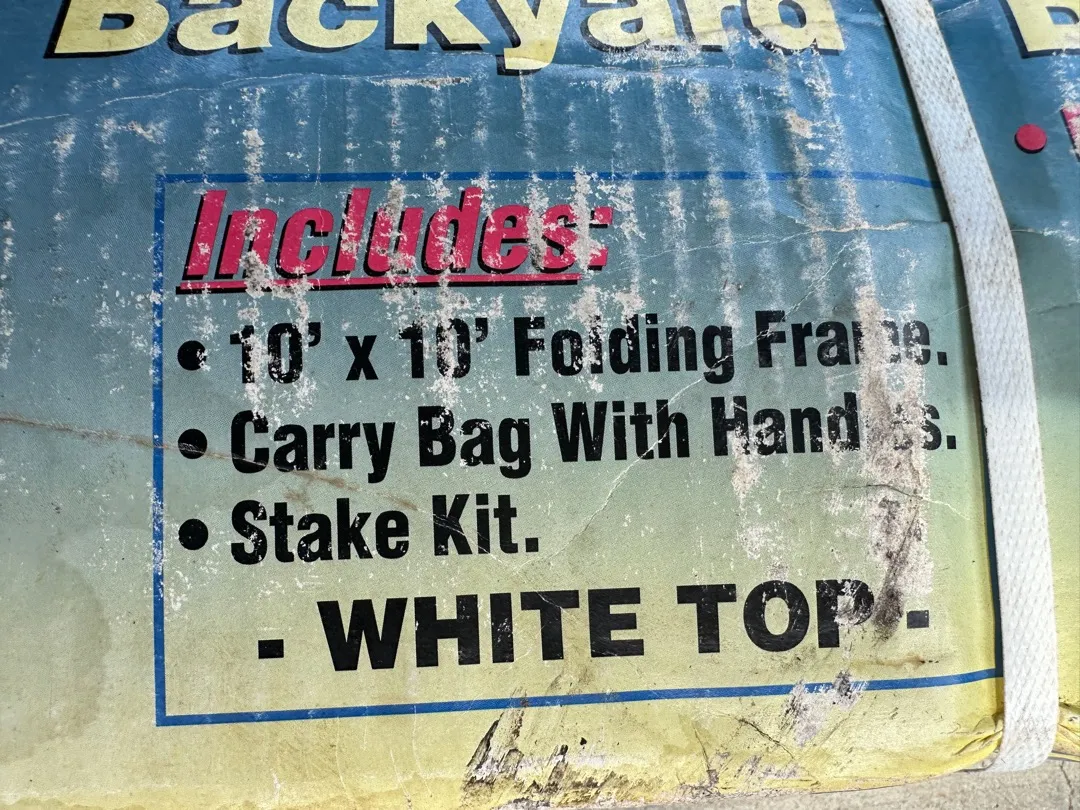 Backyard
Includes:
• 10' x 10' Folding Frame.
• Carry Bag With Handles.
• Stake Kit.
- WHITE TOP -